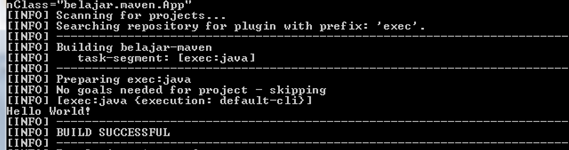 nClass="belajar.maven.App"
[INFO] Scanning for projects...
[INFO] Searching repository for plugin with prefix: 'exec'.
[INFO] ------------------------------------------------------------------------
[INFO] Building belajar-maven
[INFO]    task-segment: [exec:java]
[INFO] ------------------------------------------------------------------------
[INFO] Preparing exec:java
[INFO] No goals needed for project - skipping
[INFO] [exec:java {execution: default-cli}]
Hello World!
[INFO] ------------------------------------------------------------------------
[INFO] BUILD SUCCESSFUL
[INFO] ------------------------------------------------------------------------